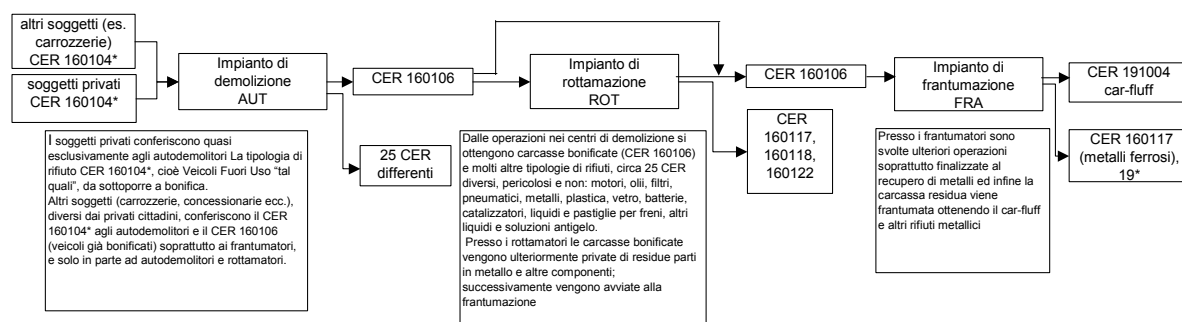 altri soggetti (es.
carrozzerie)
CER 160104*
soggetti privati
CER 160104*
Impianto di
demolizione
AUT
CER 160106
25 CER
differenti
Impianto di
rottamazione
ROT
CER 160106
CER
160117,
160118,
160122
Impianto di
frantumazione
FRA
CER 191004
car-fluff
CER 160117
(metalli ferrosi),
19*
I soggetti privati conferiscono quasi
esclusivamente agli autodemolitori La tipologia di
rifiuto CER 160104*, cioè Veicoli Fuori Uso “tal
quali”, da sottoporre a bonifica.
Altri soggetti (carrozzerie, concessionarie ecc.),
diversi dai privati cittadini, conferiscono il CER
160104* agli autodemolitori e il CER 160106
(veicoli già bonificati) soprattutto ai frantumatori,
e solo in parte ad autodemolitori e rottamatori.
Dalle operazioni nei centri di demolizione si
ottengono carcasse bonificate (CER 160106)
e molti altre tipologie di rifiuti, circa 25 CER
diversi, pericolosi e non: motori, olii, filtri,
pneumatici, metalli, plastica, vetro, batterie,
catalizzatori, liquidi e pastiglie per freni, altri
liquidi e soluzioni antigelo.
Presso i rottamatori le carcasse bonificate
vengono ulteriormente private di residue parti
in metallo e altre componenti;
successivamente vengono avviate alla
frantumazione
Presso i frantumatori sono
svolte ulteriori operazioni
soprattutto finalizzate al
recupero di metalli ed infine la
carcassa residua viene
frantumata ottenendo il car-fluff
e altri rifiuti metallici